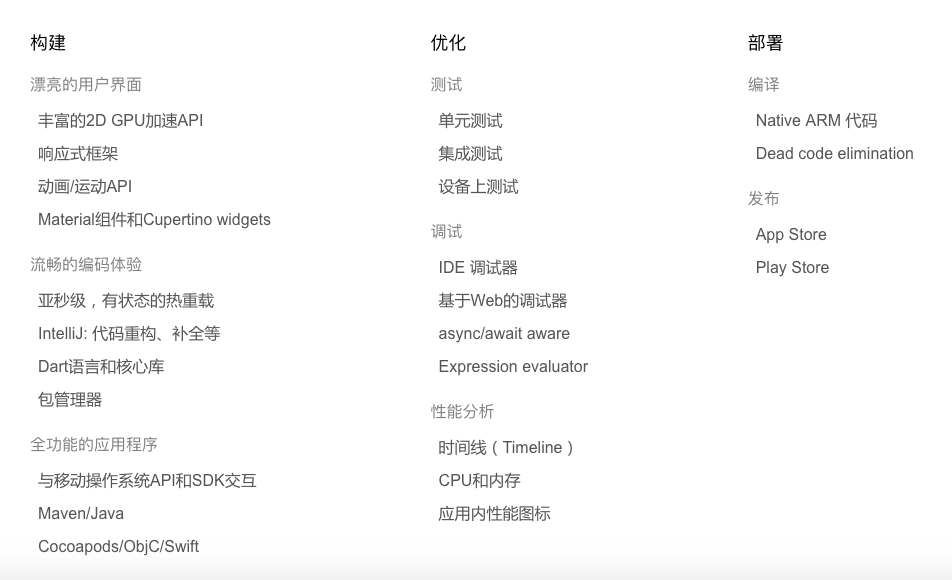 构建
漂亮的用户界面
丰富的2D GPU加速API
响应式框架
动画/运动API
Material组件和Cupertino widgets
流畅的编码体验
亚秒级，有状态的热重载
IntelliJ: 代码重构、补全等
Dart语言和核心库
包管理器
全功能的应用程序
与移动操作系统API和SDK交互
Maven/Java
Cocoapods/ObjC/Swift
优化
测试
单元测试
集成测试
设备上测试
调试
IDE 调试器
基于Web的调试器
async/await aware
Expression evaluator
性能分析
时间线（Timeline）
CPU和内存
应用内性能图标
部署
编译
Native ARM 代码
Dead code elimination
发布
App Store
Play Store